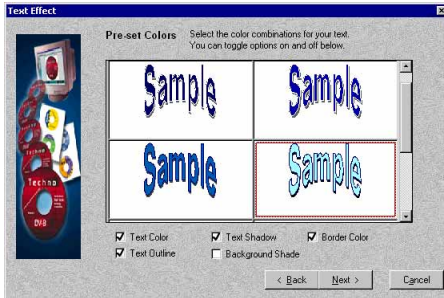 Text Effect
Pre-set Colors
Select the color combinations for your text.
You can toggle options on and off below.
Sample Sample
Sample Sample
Techno
DV-B
Text Color Text Shadow Border Color
Text Outline Background Shade
< Back Next > Cancel